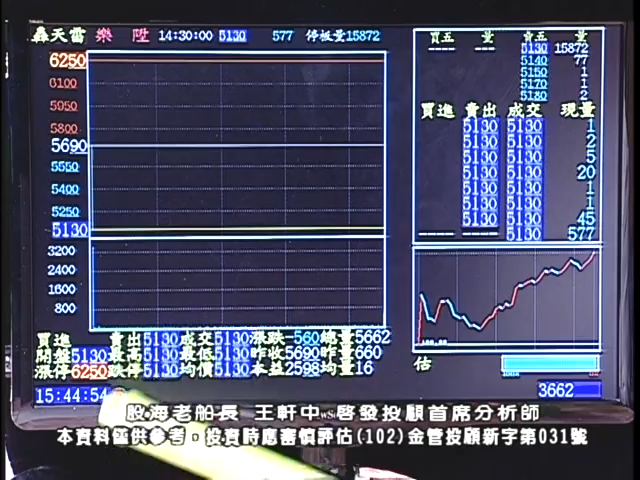 轟天雷 樂 陞 14:30:00 5130 577 停板量15872
買五 量 賣五 量
---- --- 5130 15872
5140 77
5150 1
5170 1
5180 2
買進 賣出 成交 現量
5130 5130 1
5130 5130 2
5130 5130 5
5130 5130 20
5130 5130 1
5130 5130 1
5130 5130 45
---- ---- 5130 577
6250
6100
5950
5800
5690
5550
5400
5250
5130
3200
2400
1600
800
買進 賣出5130成交5130漲跌-560總量5662
開盤5130最高5130最低5130昨收5690昨量660
漲停6250跌停5130均價5130本益2598均量16
估
15:44:54
3662
股海老船長 王軒中 啓發投顧首席分析師
本資料僅供參考，投資時應審慎評估(102)金管投顧新字第031號